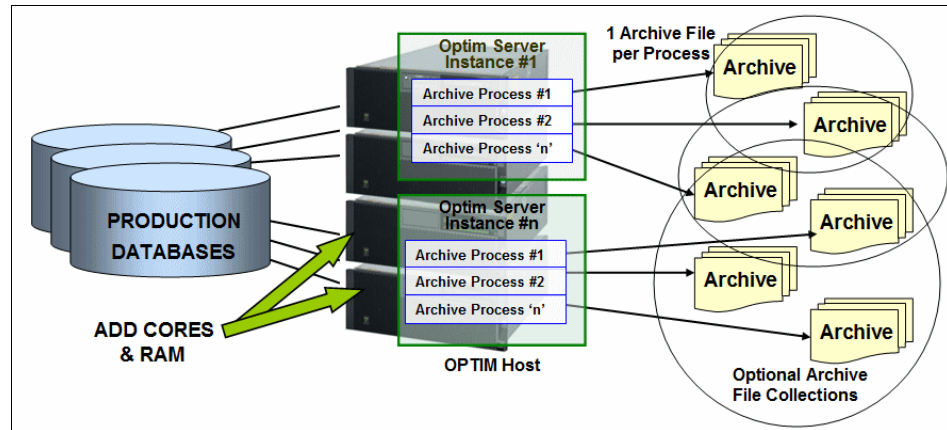 PRODUCTION
DATABASES
ADD CORES
& RAM
Optim Server
Instance #1
Archive Process #1
Archive Process #2
Archive Process ‘n’
Optim Server
Instance #n
Archive Process #1
Archive Process #2
Archive Process ‘n’
OPTIM Host
1 Archive File
per Process
Archive
Archive
Archive
Archive
Archive
Archive
Optional Archive
File Collections